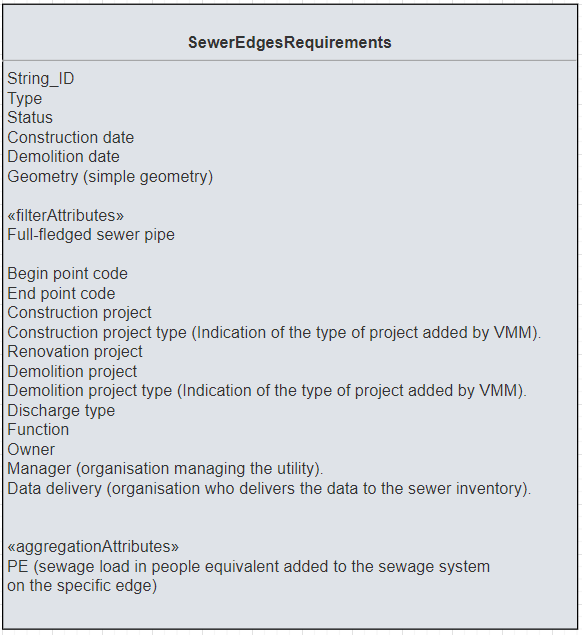 SewerEdgesRequirements
String_ID
Type
Status
Construction date
Demolition date
Geometry (simple geometry)
«filterAttributes»
Full-fledged sewer pipe
Begin point code
End point code
Construction project
Construction project type (Indication of the type of project added by VMM).
Renovation project
Demolition project
Demolition project type (Indication of the type of project added by VMM).
Discharge type
Function
Owner
Manager (organisation managing the utility).
Data delivery (organisation who delivers the data to the sewer inventory).
«aggregationAttributes»
PE (sewage load in people equivalent added to the sewage system
on the specific edge)